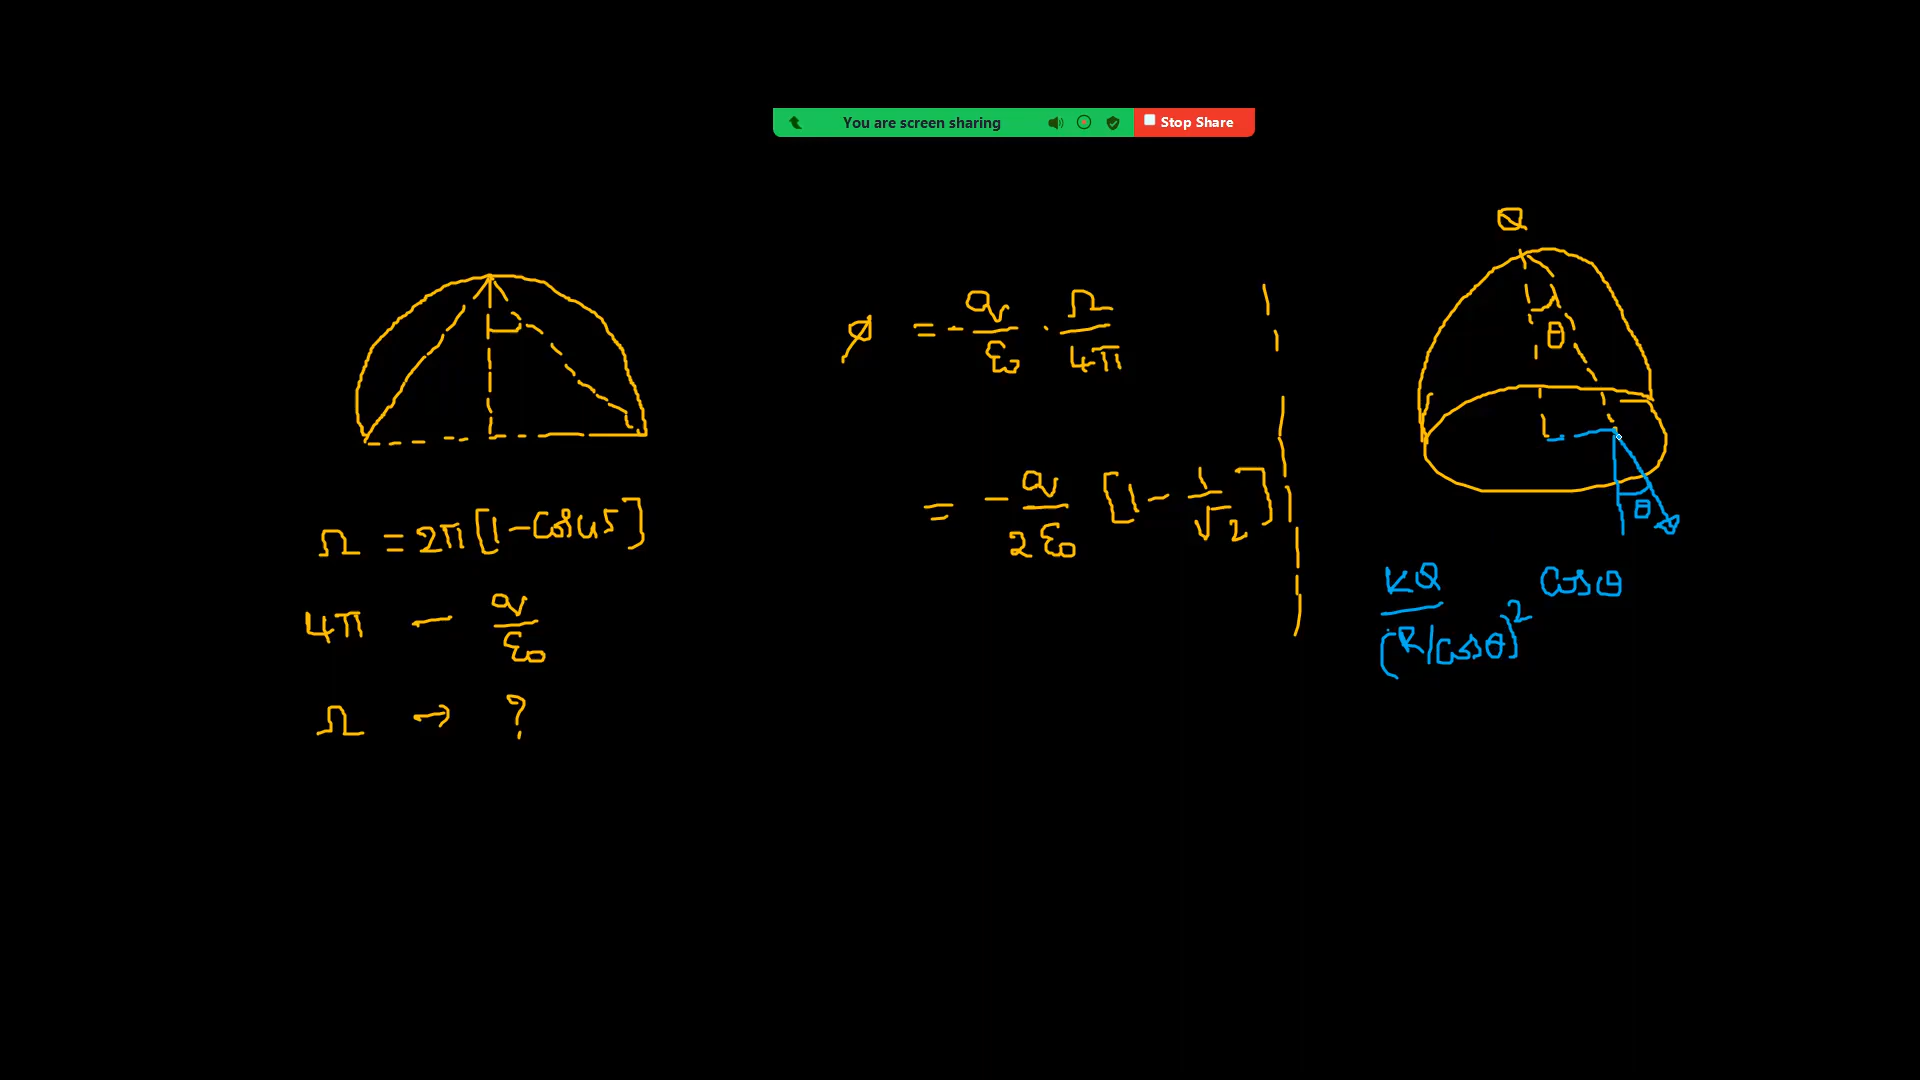 You are screen sharing
Stop Share
Q
θ
θ
Ω = 2π[1-Cos45]
4π - q/ε0
Ω → ?
ϕ = - q/ε0 · Ω/4π
= - q/2ε0 [1 - 1/√2]
KQ/(R/Cosθ)² Cosθ